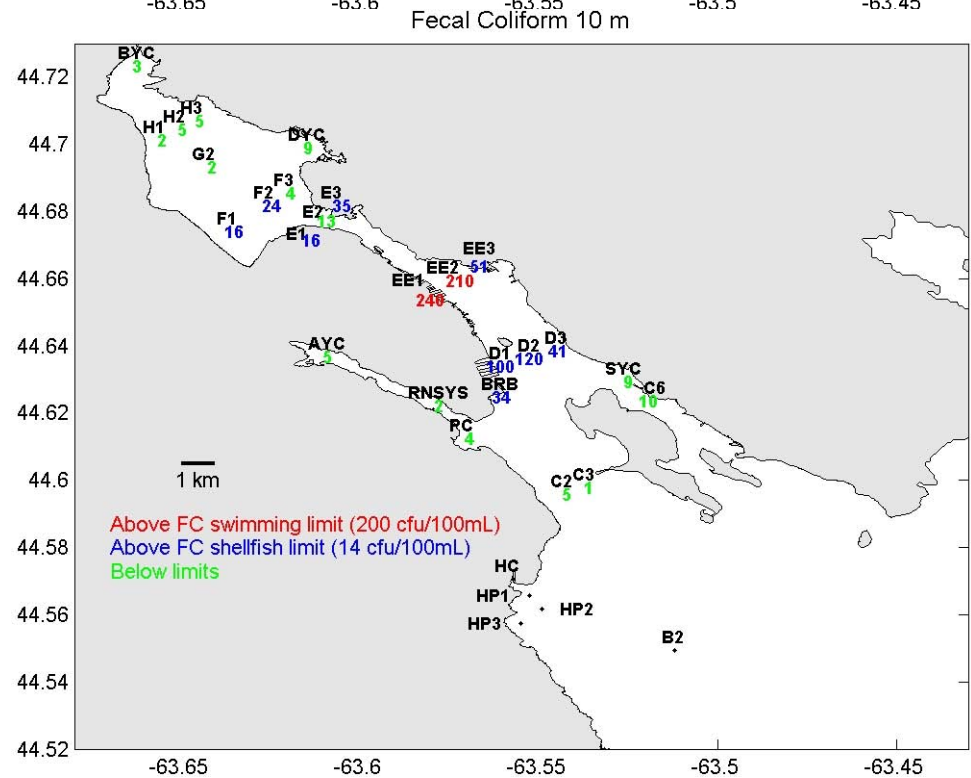 -63.65 -63.6 -63.55 -63.5 -63.45
Fecal Coliform 10 m
44.72
44.7
44.68
44.66
44.64
44.62
44.6
44.58
44.56
44.54
44.52
BYC
3
H3
5
H2
5
H1
2
DYC
9
G2
2
F3
4
F2
24
E3
35
E2
13
F1
16
E1
16
EE3
51
EE2
210
EE1
240
D3
41
D2
120
D1
100
AYC
5
SYC
9
BRB
34
C6
10
RNSYS
2
PC
4
C3
1
C2
5
1 km
Above FC swimming limit (200 cfu/100mL)
Above FC shellfish limit (14 cfu/100mL)
Below limits
HC
HP1
HP2
HP3
B2
-63.65 -63.6 -63.55 -63.5 -63.45